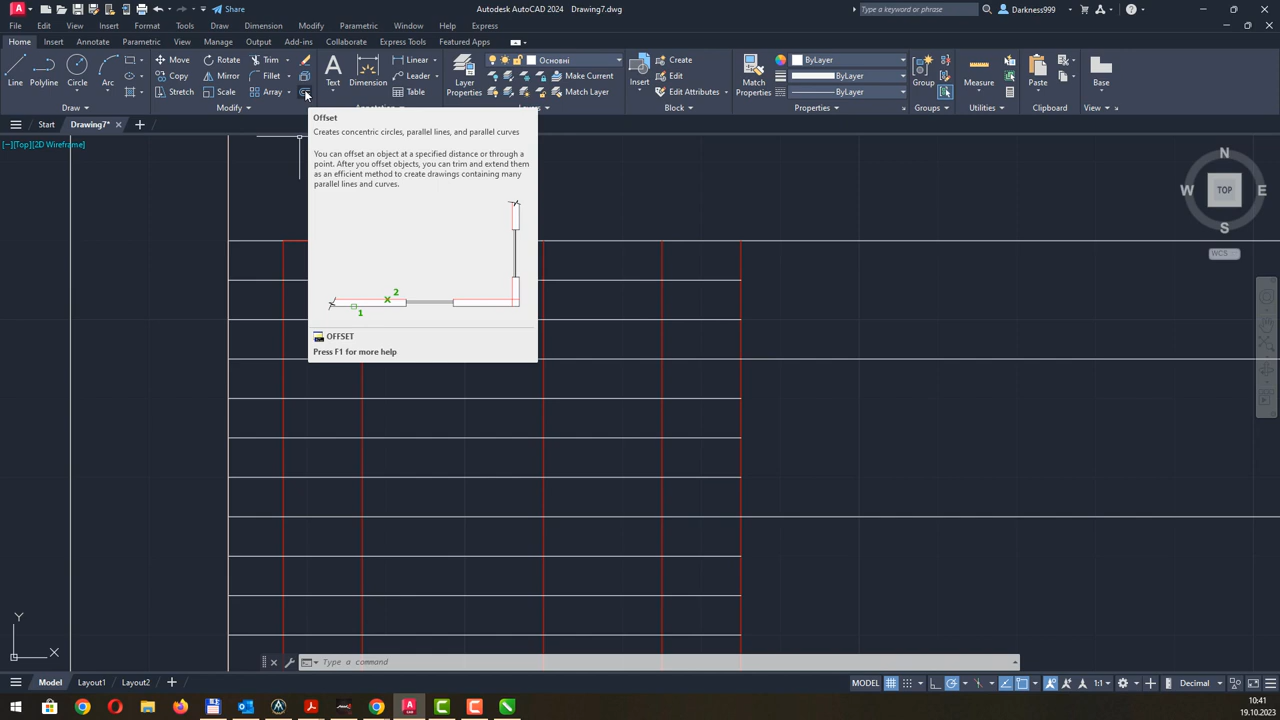 Share
Autodesk AutoCAD 2024 Drawing7.dwg
Type a keyword or phrase
Darkness999
File Edit View Insert Format Tools Draw Dimension Modify Parametric Window Help Express
Home Insert Annotate Parametric View Manage Output Add-ins Collaborate Express Tools Featured Apps
Line Polyline Circle Arc
Move Rotate Trim
Copy Mirror Fillet
Stretch Scale Array
Text Dimension
Linear
Leader
Table
Layer
Properties
Основні
Make Current
Match Layer
Insert
Create
Edit
Edit Attributes
Match
Properties
ByLayer
ByLayer
ByLayer
Group
Measure
Paste
Base
Draw Modify Block Properties Groups Utilities Clipboard View
Start Drawing7*
[−][Top][2D Wireframe]
Offset
Creates concentric circles, parallel lines, and parallel curves
You can offset an object at a specified distance or through a
point. After you offset objects, you can trim and extend them
as an efficient method to create drawings containing many
parallel lines and curves.
2
1
OFFSET
Press F1 for more help
N
W TOP E
S
WCS
Y
X
Type a command
Model Layout1 Layout2
MODEL 1:1 Decimal
10:41
19.10.2023